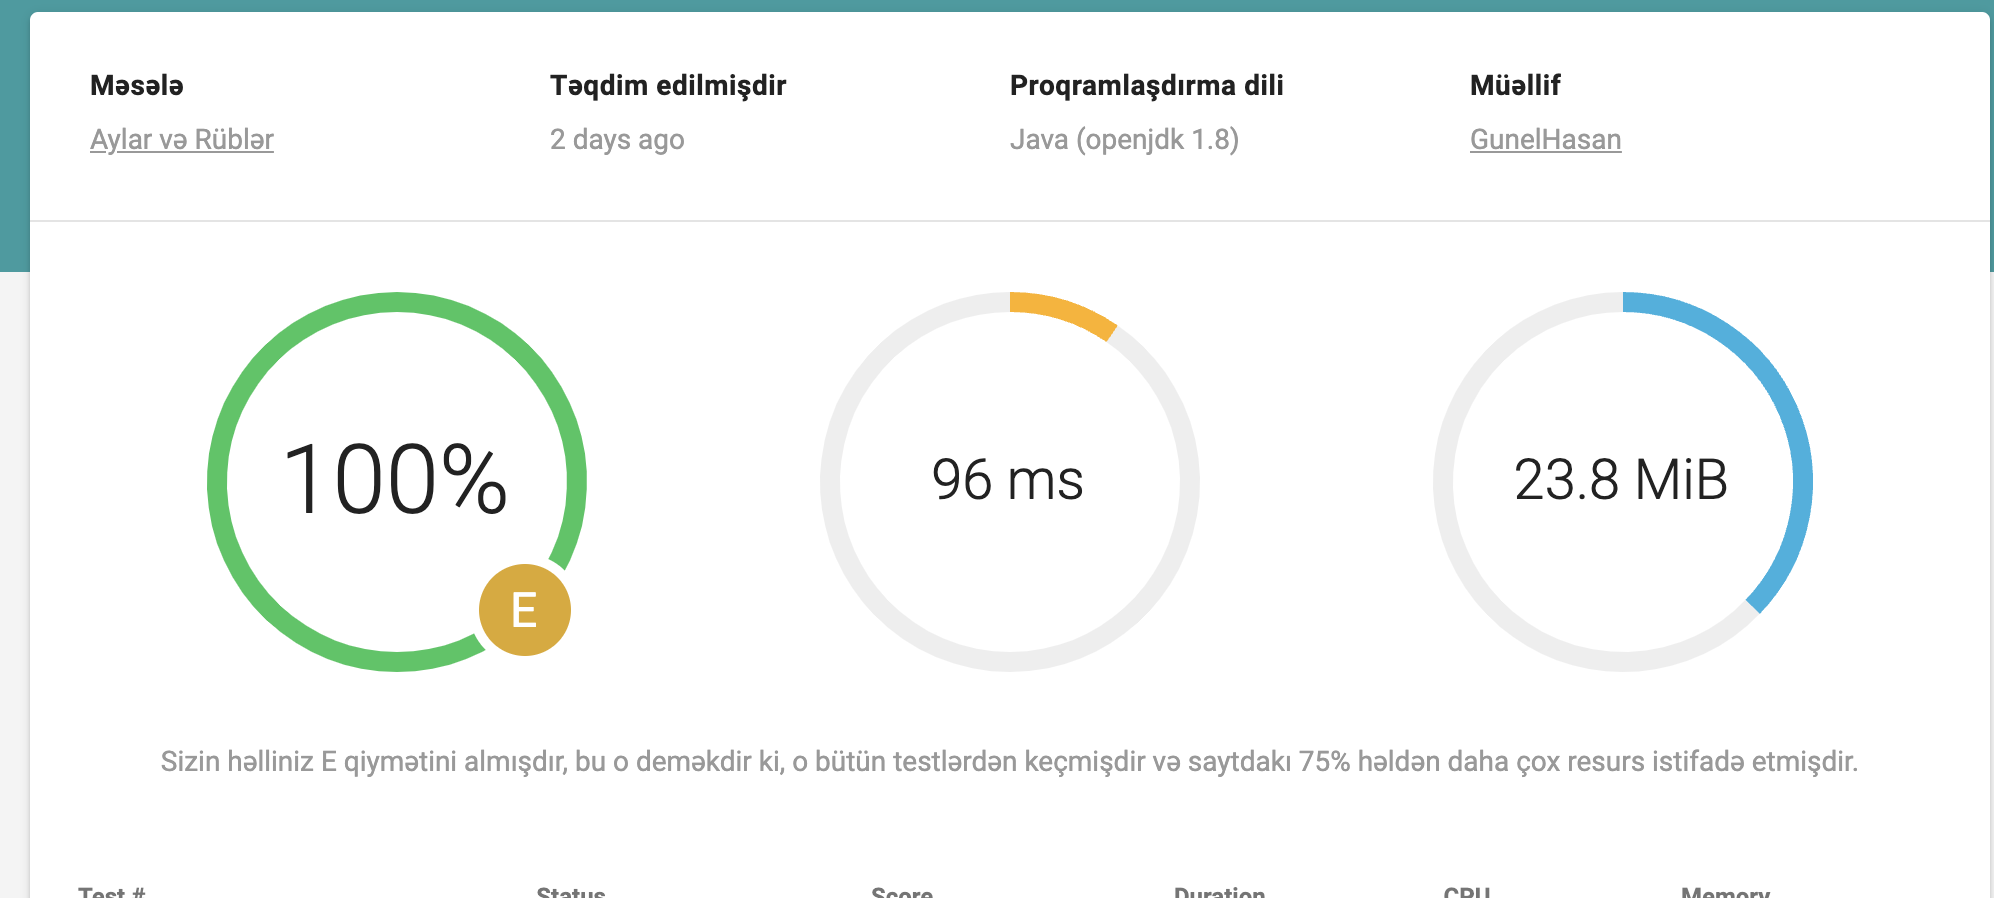 Məsələ
Təqdim edilmişdir
Proqramlaşdırma dili
Müəllif
Aylar və Rüblər
2 days ago
Java (openjdk 1.8)
GunelHasan
100%
E
96 ms
23.8 MiB
Sizin həlliniz E qiymətini almışdır, bu o deməkdir ki, o bütün testlərdən keçmişdir və saytdakı 75% həldən daha çox resurs istifadə etmişdir.
Test #
Status
Score
Duration
CPU
Memory